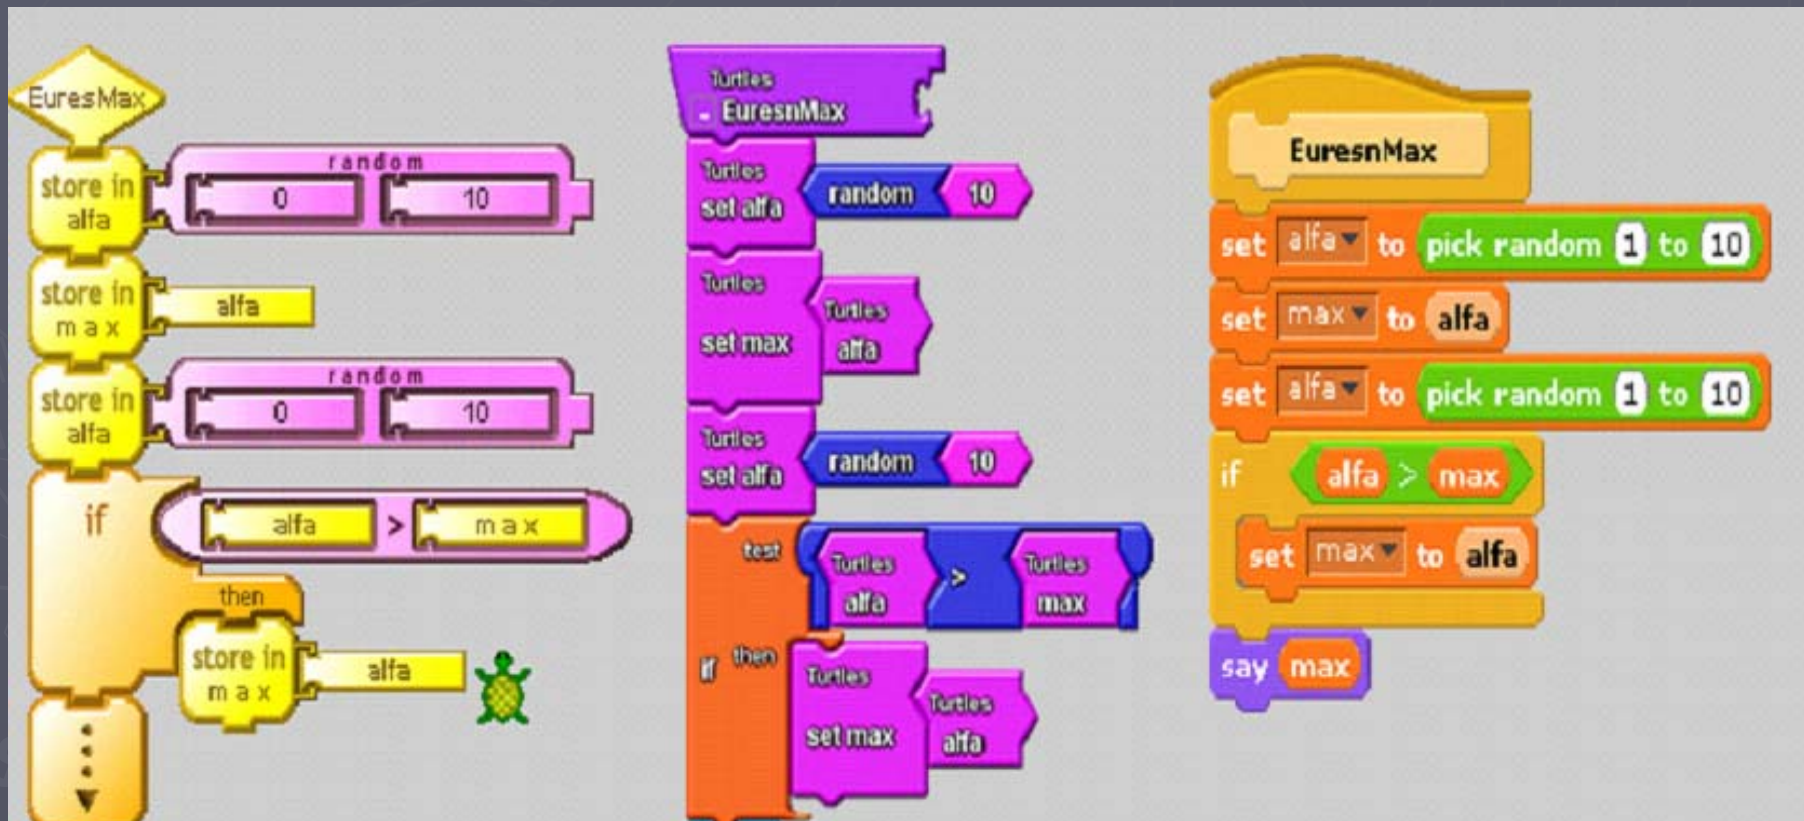 EuresMax
random
store in
alfa
0
10
store in
max
alfa
random
store in
alfa
0
10
if
alfa > max
then
store in
max
alfa
Turtles
EuresnMax
Turtles
set alfa
random 10
Turtles
set max
Turtles
alfa
Turtles
set alfa
random 10
test
Turtles
alfa
>
Turtles
max
if
then
Turtles
set max
Turtles
alfa
EuresnMax
set alfa to pick random 1 to 10
set max to alfa
set alfa to pick random 1 to 10
if alfa > max
set max to alfa
say max